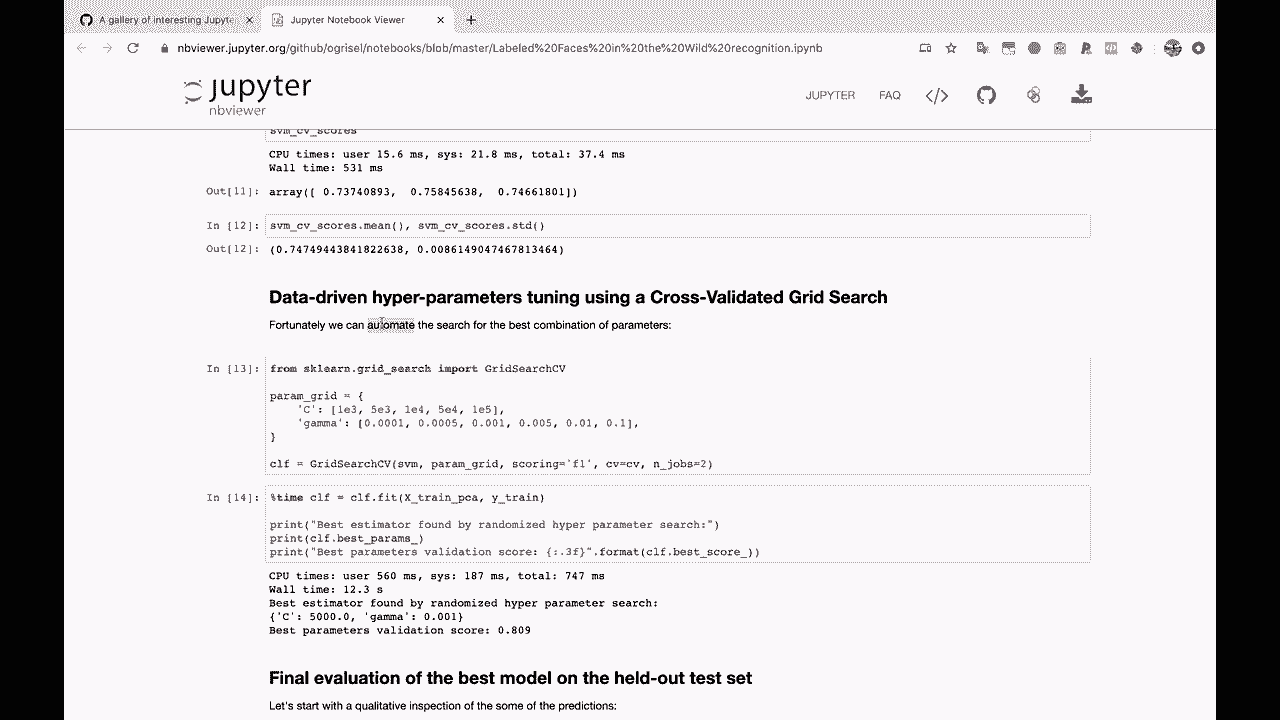 A gallery of interesting Jupyte
Jupyter Notebook Viewer
nbviewer.jupyter.org/github/ogrisel/notebooks/blob/master/Labeled%20Faces%20in%20the%20Wild%20recognition.ipynb
jupyter
nbviewer
JUPYTER FAQ </>
svm_cv_scores
CPU times: user 15.6 ms, sys: 21.8 ms, total: 37.4 ms
Wall time: 531 ms
Out[11]: array([ 0.73740893, 0.75845638, 0.74661801])
In [12]: svm_cv_scores.mean(), svm_cv_scores.std()
Out[12]: (0.74749443841822638, 0.0086149047467813464)
Data-driven hyper-parameters tuning using a Cross-Validated Grid Search
Fortunately we can automate the search for the best combination of parameters:
In [13]: from sklearn.grid_search import GridSearchCV
param_grid = {
'C': [1e3, 5e3, 1e4, 5e4, 1e5],
'gamma': [0.0001, 0.0005, 0.001, 0.005, 0.01, 0.1],
}
clf = GridSearchCV(svm, param_grid, scoring='f1', cv=cv, n_jobs=2)
In [14]: %time clf = clf.fit(X_train_pca, y_train)
print("Best estimator found by randomized hyper parameter search:")
print(clf.best_params_)
print("Best parameters validation score: {:.3f}".format(clf.best_score_))
CPU times: user 560 ms, sys: 187 ms, total: 747 ms
Wall time: 12.3 s
Best estimator found by randomized hyper parameter search:
{'C': 5000.0, 'gamma': 0.001}
Best parameters validation score: 0.809
Final evaluation of the best model on the held-out test set
Let's start with a qualitative inspection of the some of the predictions: